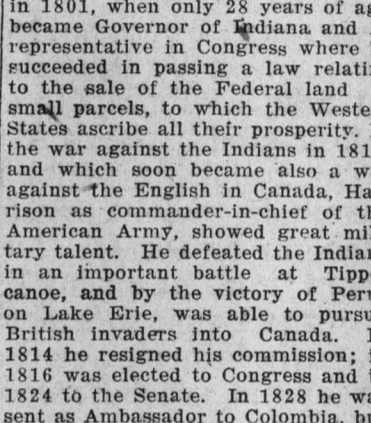 in 1801, when only 28 years of ag
became Governor of Indiana and
representative in Congress where
succeeded in passing a law relati
to the sale of the Federal land
small parcels, to which the Weste
States ascribe all their prosperity.
the war against the Indians in 181
and which soon became also a w
against the English in Canada, Ha
rison as commander-in-chief of th
American Army, showed great mil
tary talent. He defeated the Indian
in an important battle at Tipp
canoe, and by the victory of Perr
on Lake Erie, was able to pursu
British invaders into Canada. I
1814 he resigned his commission; i
1816 was elected to Congress and i
1824 to the Senate. In 1828 he wa
sent as Ambassador to Colombia, bu